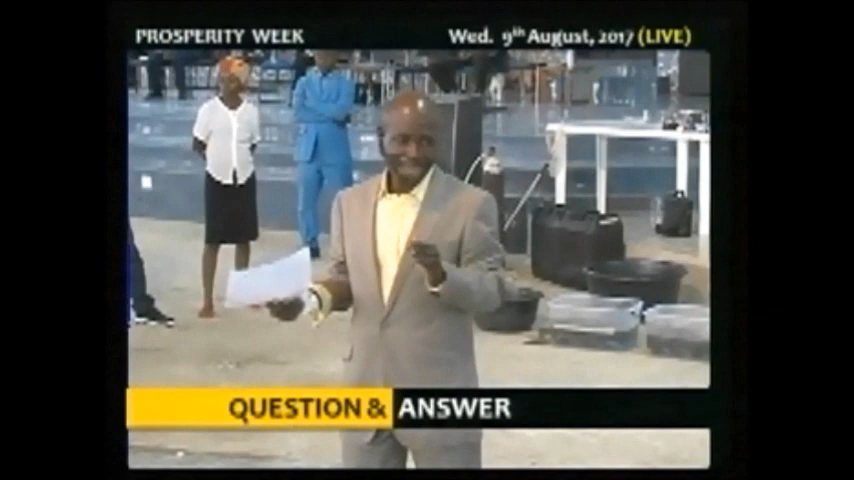 PROSPERITY WEEK
Wed. 9th August, 2017 (LIVE)
QUESTION & ANSWER